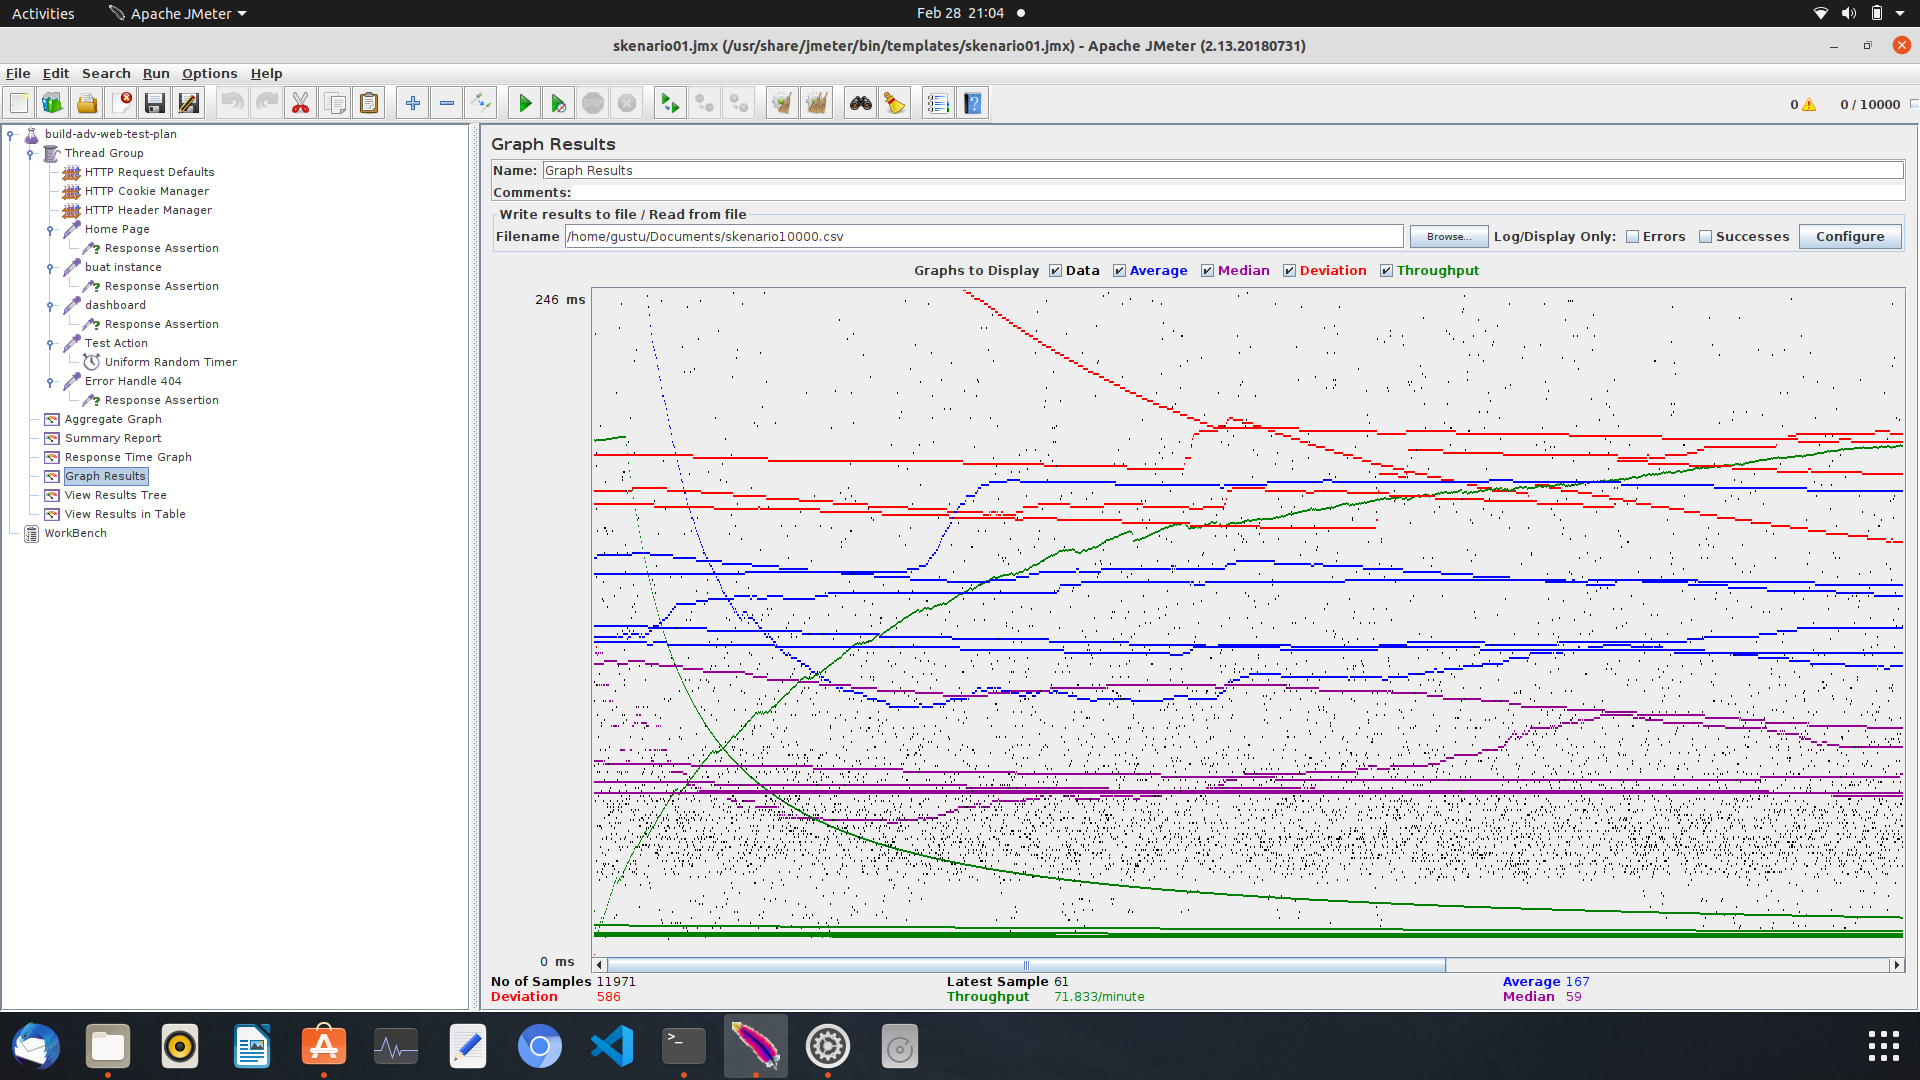 Activities Apache JMeter Feb 28 21:04
skenario01.jmx (/usr/share/jmeter/bin/templates/skenario01.jmx) - Apache JMeter (2.13.20180731)
File Edit Search Run Options Help
0 0 / 10000
build-adv-web-test-plan
Thread Group
HTTP Request Defaults
HTTP Cookie Manager
HTTP Header Manager
Home Page
Response Assertion
buat instance
Response Assertion
dashboard
Response Assertion
Test Action
Uniform Random Timer
Error Handle 404
Response Assertion
Aggregate Graph
Summary Report
Response Time Graph
Graph Results
View Results Tree
View Results in Table
WorkBench
Graph Results
Name: Graph Results
Comments:
Write results to file / Read from file
Filename /home/gustu/Documents/skenario10000.csv Browse... Log/Display Only: Errors Successes Configure
Graphs to Display Data Average Median Deviation Throughput
246 ms
0 ms
No of Samples 11971 Latest Sample 61 Average 167
Deviation 586 Throughput 71.833/minute Median 59